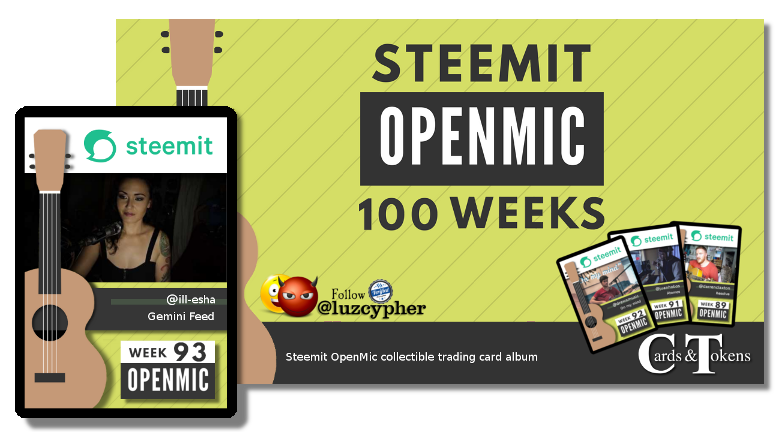 STEEMIT
OPENMIC
100 WEEKS
steemit
@ill-esha
Gemini Feed
WEEK 93
OPENMIC
Follow
@luzcypher
Steemit OpenMic collectible trading card album
steemit
WEEK 92
OPENMIC
steemit
WEEK 91
OPENMIC
steemit
WEEK 89
OPENMIC
Cards & Tokens